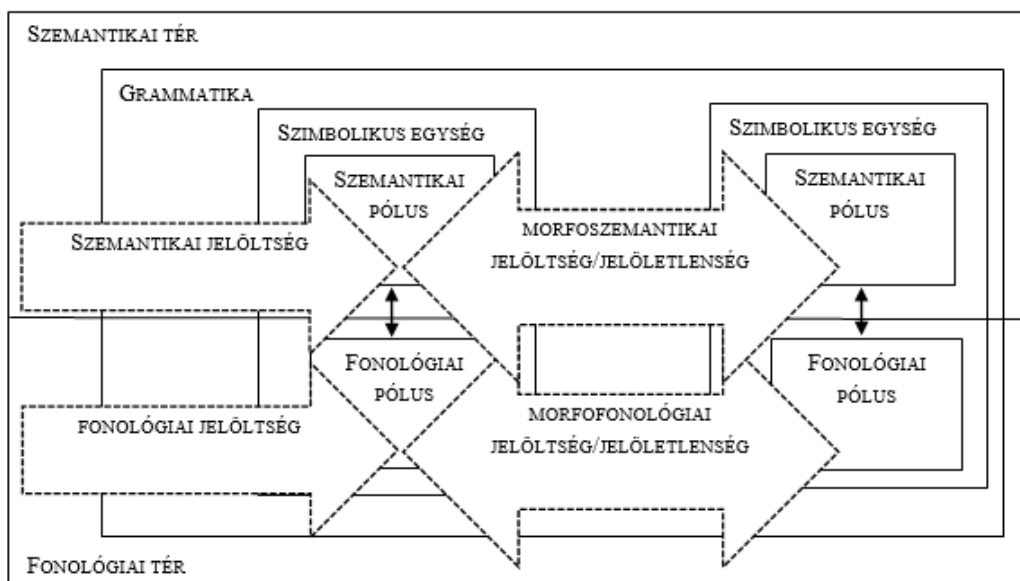 SZEMANTIKAI TÉR
GRAMMATIKA
SZIMBOLIKUS EGYSÉG
SZIMBOLIKUS EGYSÉG
SZEMANTIKAI
PÓLUS
SZEMANTIKAI
PÓLUS
SZEMANTIKAI JELÖLTSÉG
MORFOSZEMANTIKAI
JELÖLTSÉG/JELÖLETLENSÉG
FONOLÓGIAI
PÓLUS
FONOLÓGIAI
PÓLUS
FONOLÓGIAI JELÖLTSÉG
MORFOFONOLÓGIAI
JELÖLTSÉG/JELÖLETLENSÉG
FONOLÓGIAI TÉR